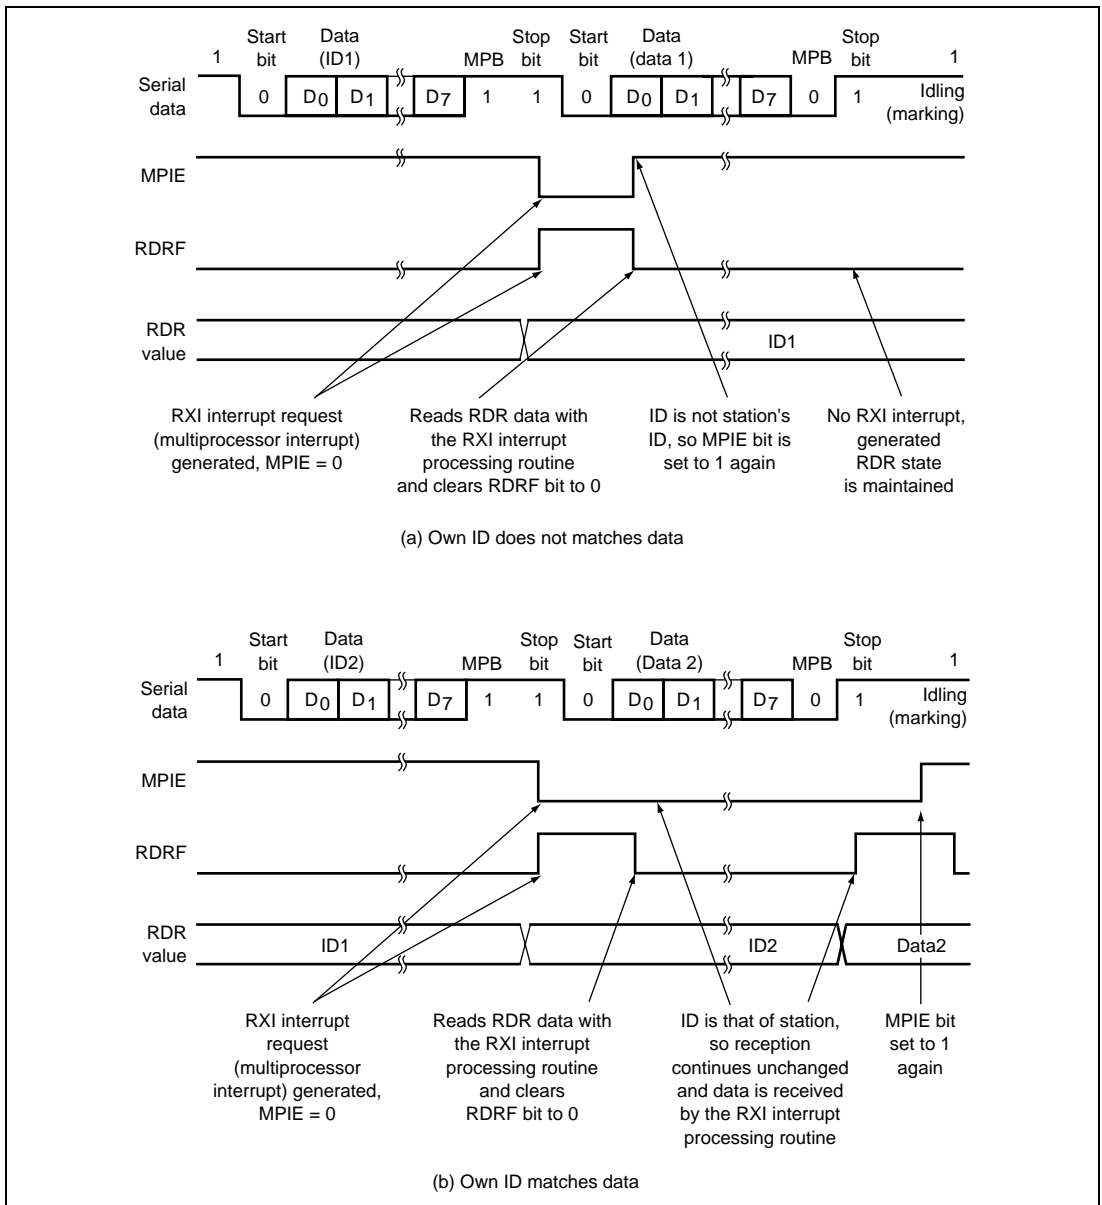 Start Data Stop Start Data Stop
1 bit (ID1) MPB bit bit (data 1) MPB bit 1
Serial data 0 D0 D1 D7 1 1 0 D0 D1 D7 0 1 Idling (marking)
MPIE
RDRF
RDR value ID1
RXI interrupt request
(multiprocessor interrupt)
generated, MPIE = 0
Reads RDR data with
the RXI interrupt
processing routine
and clears RDRF bit to 0
ID is not station's
ID, so MPIE bit is
set to 1 again
No RXI interrupt,
generated
RDR state
is maintained
(a) Own ID does not matches data
Start Data Stop Start Data Stop
1 bit (ID2) MPB bit bit (Data 2) MPB bit 1
Serial data 0 D0 D1 D7 1 1 0 D0 D1 D7 0 1 Idling (marking)
MPIE
RDRF
RDR value ID1 ID2 Data2
RXI interrupt
request
(multiprocessor
interrupt) generated,
MPIE = 0
Reads RDR data with
the RXI interrupt
processing routine
and clears
RDRF bit to 0
ID is that of station,
so reception
continues unchanged
and data is received
by the RXI interrupt
processing routine
MPIE bit
set to 1
again
(b) Own ID matches data